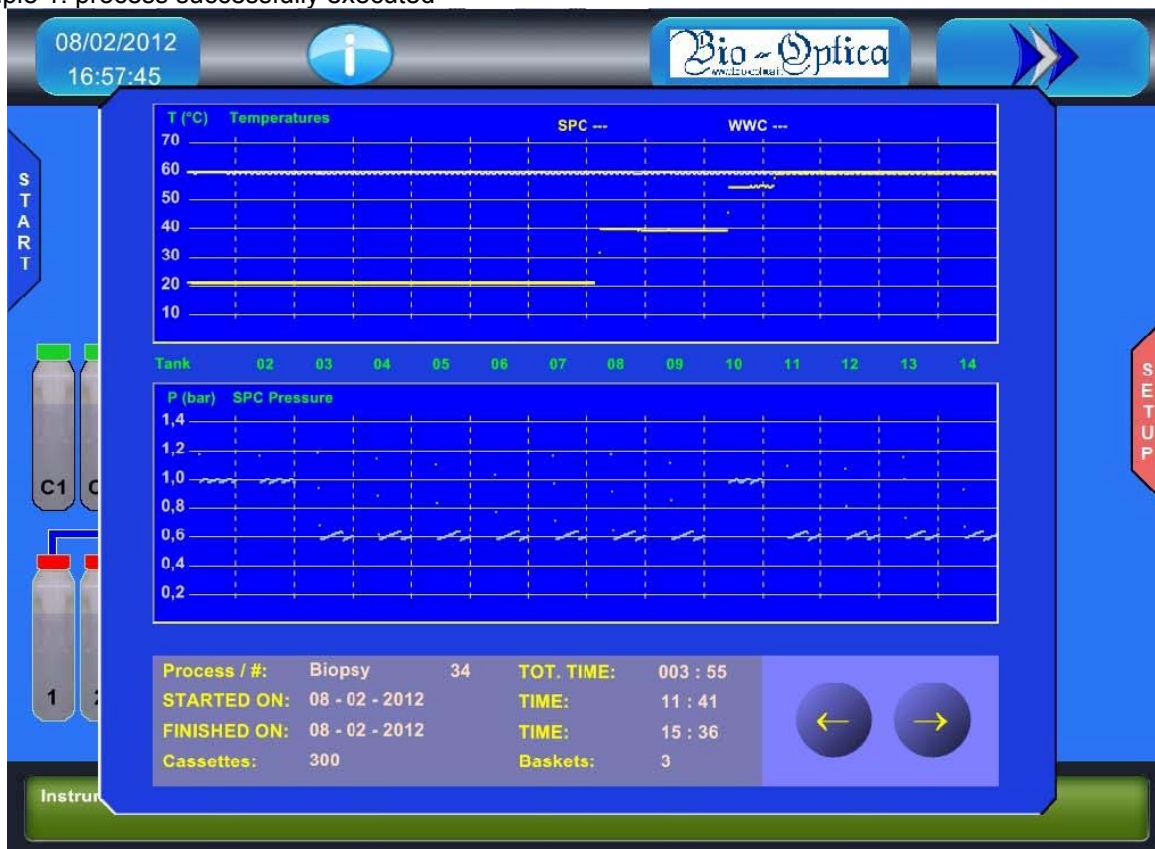 ple 1: process successfully executed
08/02/2012
16:57:45
i
Bio-Optica
START
T (°C) Temperatures
SPC --- WWC ---
70
60
50
40
30
20
10
Tank 02 03 04 05 06 07 08 09 10 11 12 13 14
P (bar) SPC Pressure
1,4
1,2
1,0
0,8
0,6
0,4
0,2
SETUP
C1 C
1 2
Process / #: Biopsy 34 TOT. TIME: 003 : 55
STARTED ON: 08 - 02 - 2012 TIME: 11 : 41
FINISHED ON: 08 - 02 - 2012 TIME: 15 : 36
Cassettes: 300 Baskets: 3
Instrum